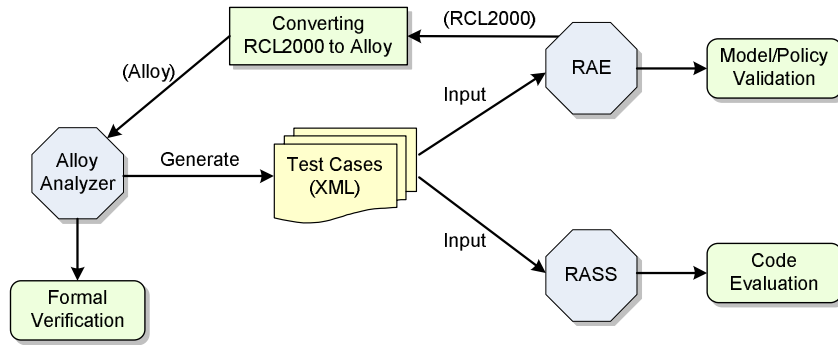 Converting
RCL2000 to Alloy
(RCL2000)
RAE
Model/Policy
Validation
(Alloy)
Input
Alloy
Analyzer
Generate
Test Cases
(XML)
Input
RASS
Code
Evaluation
Formal
Verification